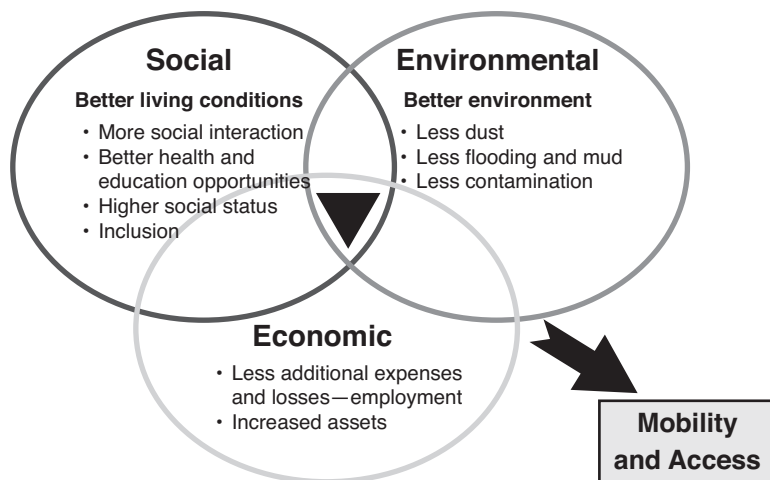 Social
Better living conditions
• More social interaction
• Better health and
education opportunities
• Higher social status
• Inclusion
Environmental
Better environment
• Less dust
• Less flooding and mud
• Less contamination
Economic
• Less additional expenses
and losses—employment
• Increased assets
Mobility
and Access